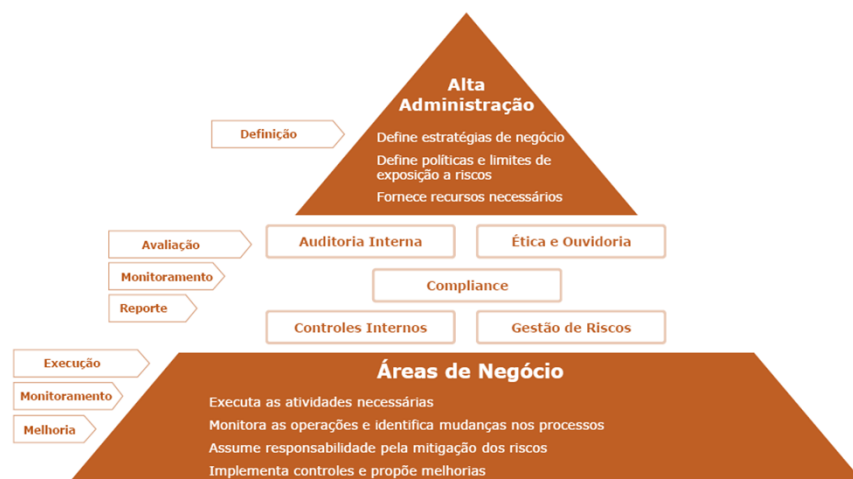 Alta
Administração
Definição
Define estratégias de negócio
Define políticas e limites de
exposição a riscos
Fornece recursos necessários
Avaliação
Monitoramento
Reporte
Auditoria Interna
Ética e Ouvidoria
Compliance
Controles Internos
Gestão de Riscos
Execução
Monitoramento
Melhoria
Áreas de Negócio
Executa as atividades necessárias
Monitora as operações e identifica mudanças nos processos
Assume responsabilidade pela mitigação dos riscos
Implementa controles e propõe melhorias